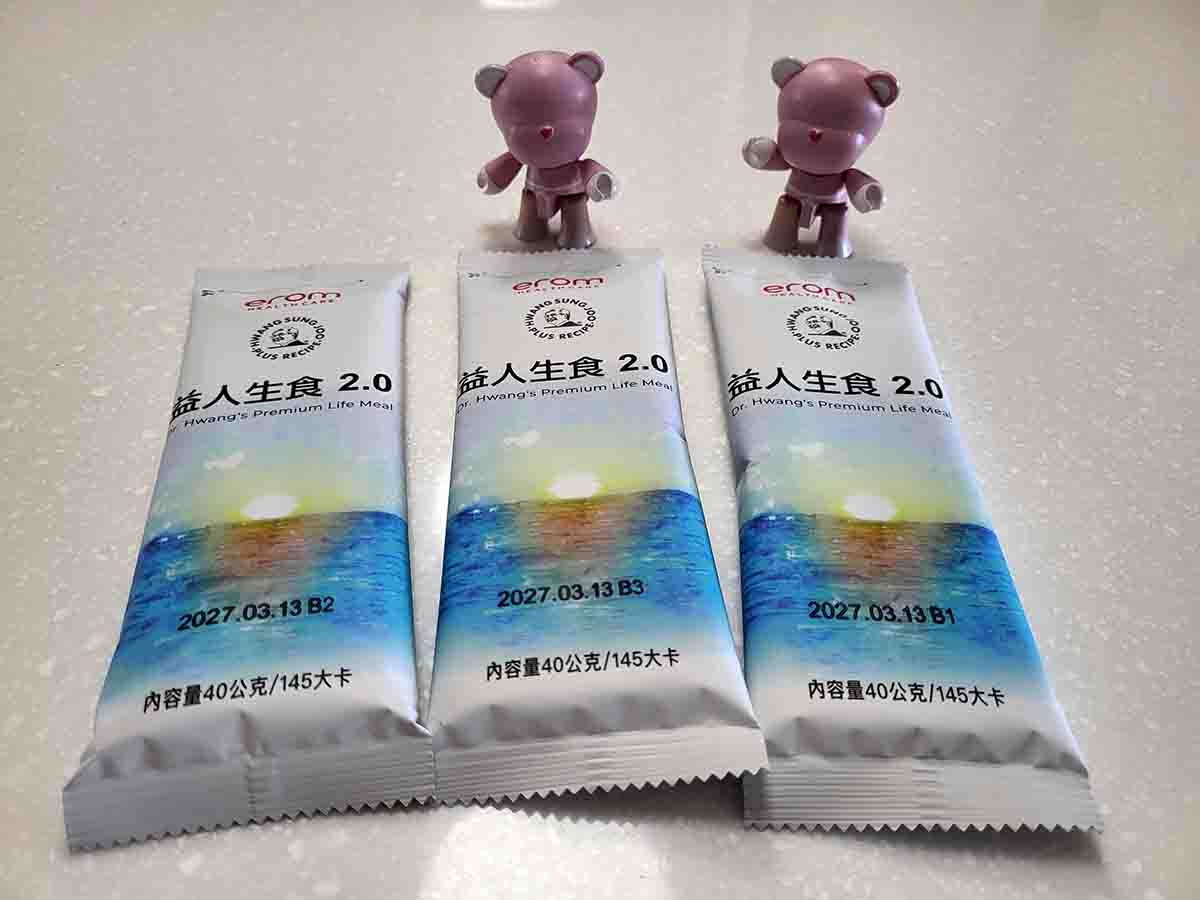 erom
HEALTHCARE
HWANG SUNG JOO
PLUS RECIPE
益人生食 2.0
Dr. Hwang's Premium Life Meal
2027.03.13 B2
內容量40公克/145大卡
erom
HEALTHCARE
HWANG SUNG JOO
PLUS RECIPE
益人生食 2.0
Dr. Hwang's Premium Life Meal
2027.03.13 B3
內容量40公克/145大卡
erom
HEALTHCARE
HWANG SUNG JOO
PLUS RECIPE
益人生食 2.0
Dr. Hwang's Premium Life Meal
2027.03.13 B1
內容量40公克/145大卡